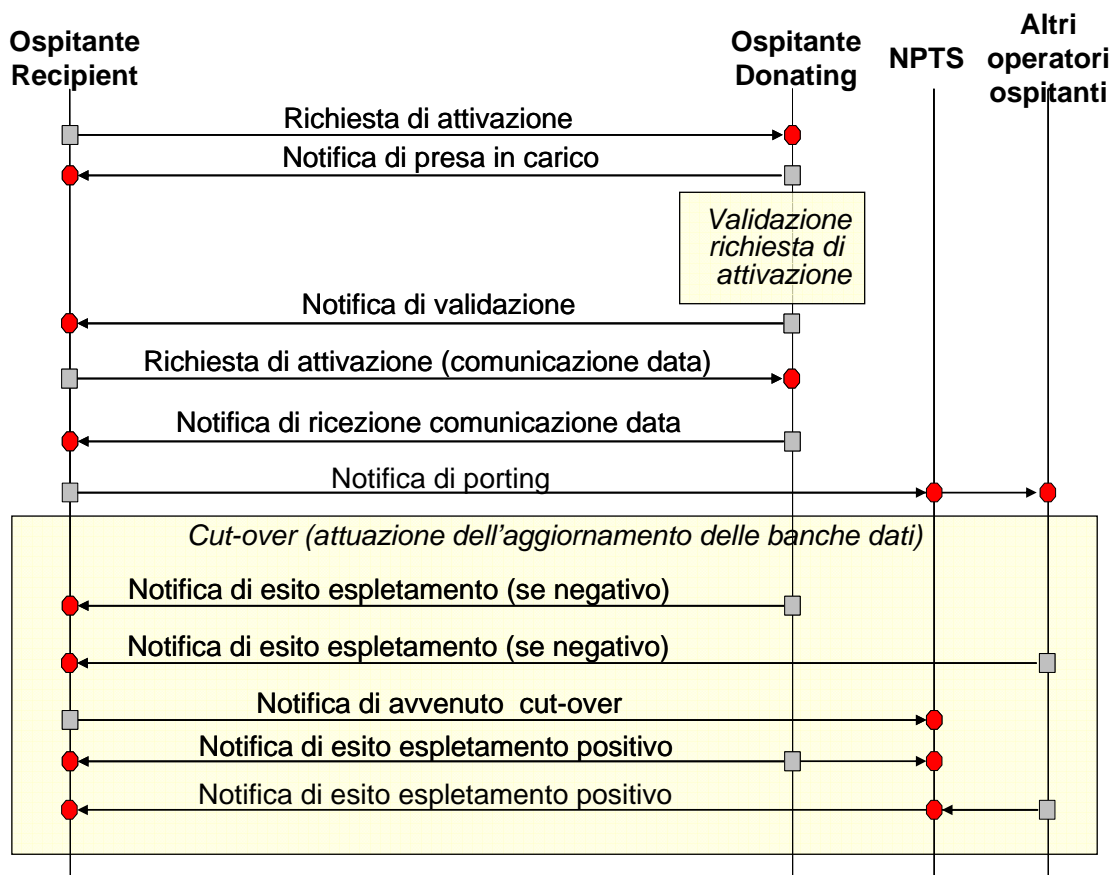 Ospitante
Recipient
Ospitante
Donating
NPTS
Altri
operatori
ospitanti
Richiesta di attivazione
Notifica di presa in carico
Validazione
richiesta di
attivazione
Notifica di validazione
Richiesta di attivazione (comunicazione data)
Notifica di ricezione comunicazione data
Notifica di porting
Cut-over (attuazione dell’aggiornamento delle banche dati)
Notifica di esito espletamento (se negativo)
Notifica di esito espletamento (se negativo)
Notifica di avvenuto cut-over
Notifica di esito espletamento positivo
Notifica di esito espletamento positivo